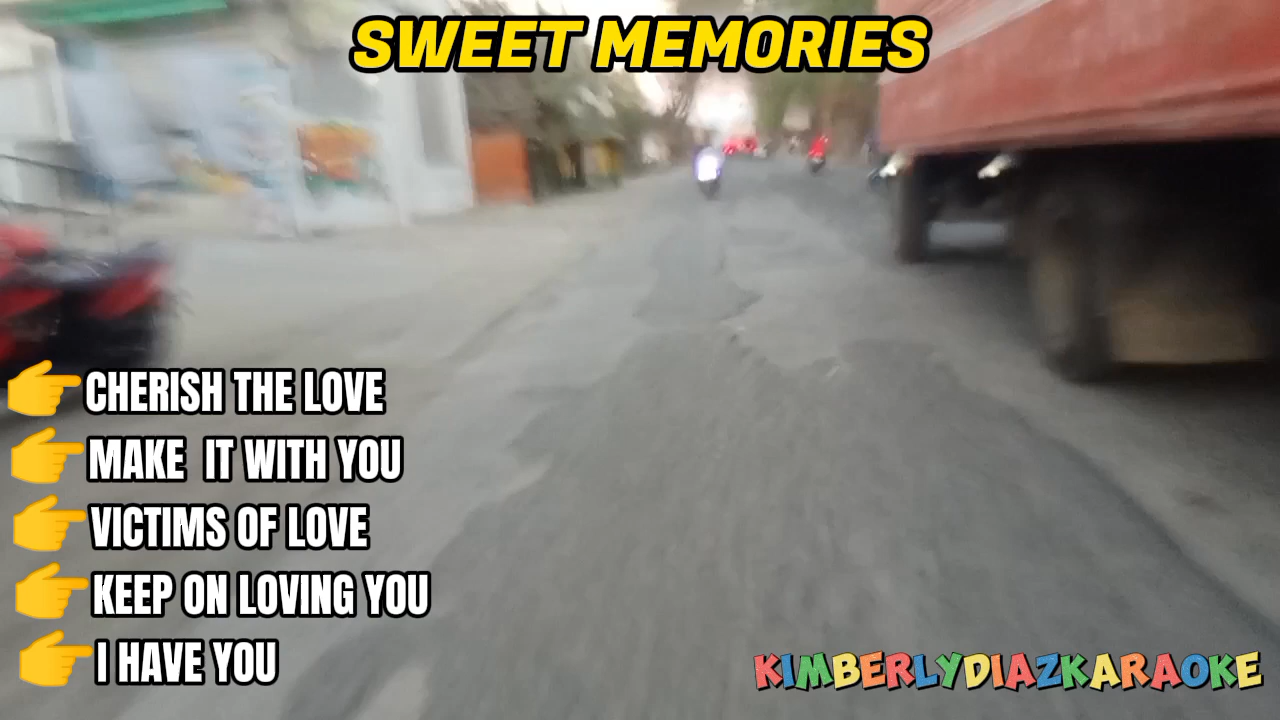 SWEET MEMORIES
👉CHERISH THE LOVE
👉MAKE  IT WITH YOU
👉VICTIMS OF LOVE
👉KEEP ON LOVING YOU
👉I HAVE YOU
KIMBERLYDIAZKARAOKE